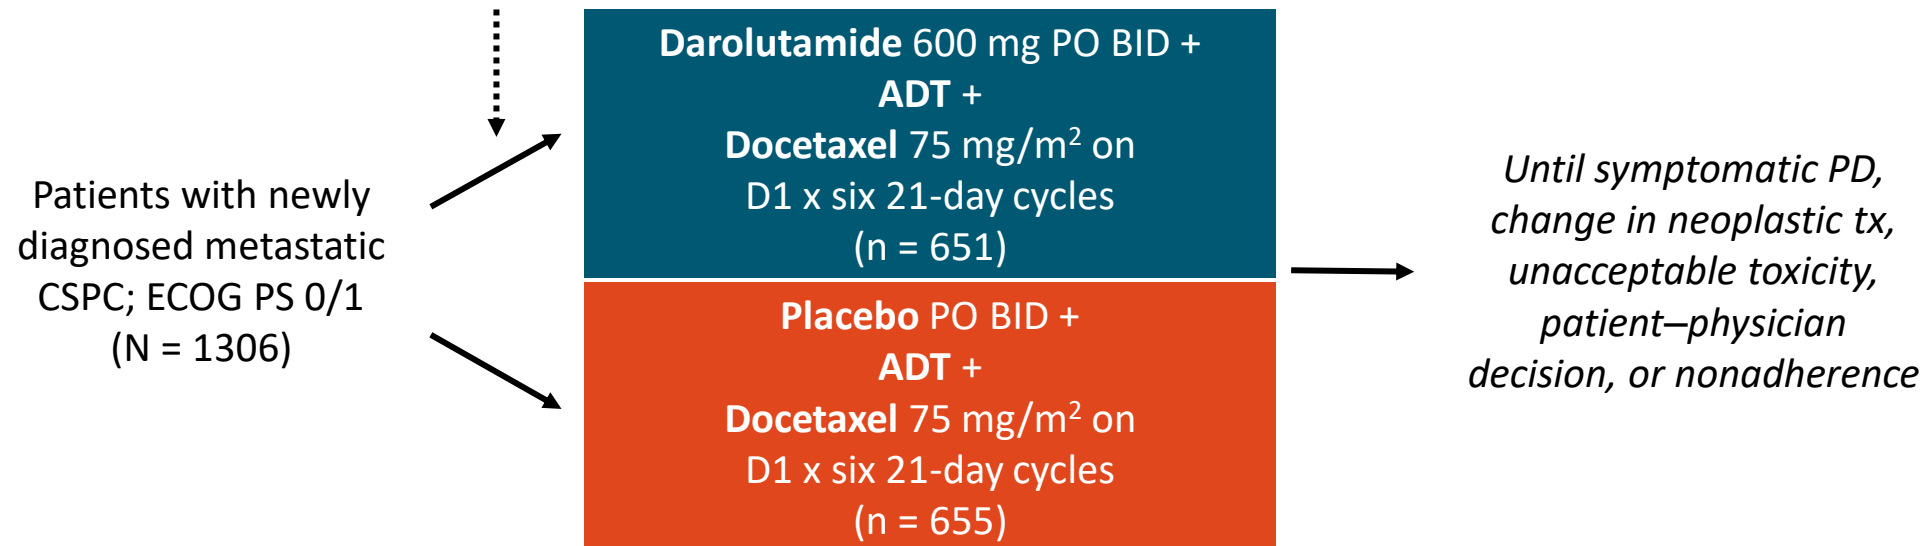 Patients with newly
diagnosed metastatic
CSPC; ECOG PS 0/1
(N = 1306)
Darolutamide 600 mg PO BID +
ADT +
Docetaxel 75 mg/m² on
D1 x six 21-day cycles
(n = 651)
Placebo PO BID +
ADT +
Docetaxel 75 mg/m² on
D1 x six 21-day cycles
(n = 655)
Until symptomatic PD,
change in neoplastic tx,
unacceptable toxicity,
patient–physician
decision, or nonadherence